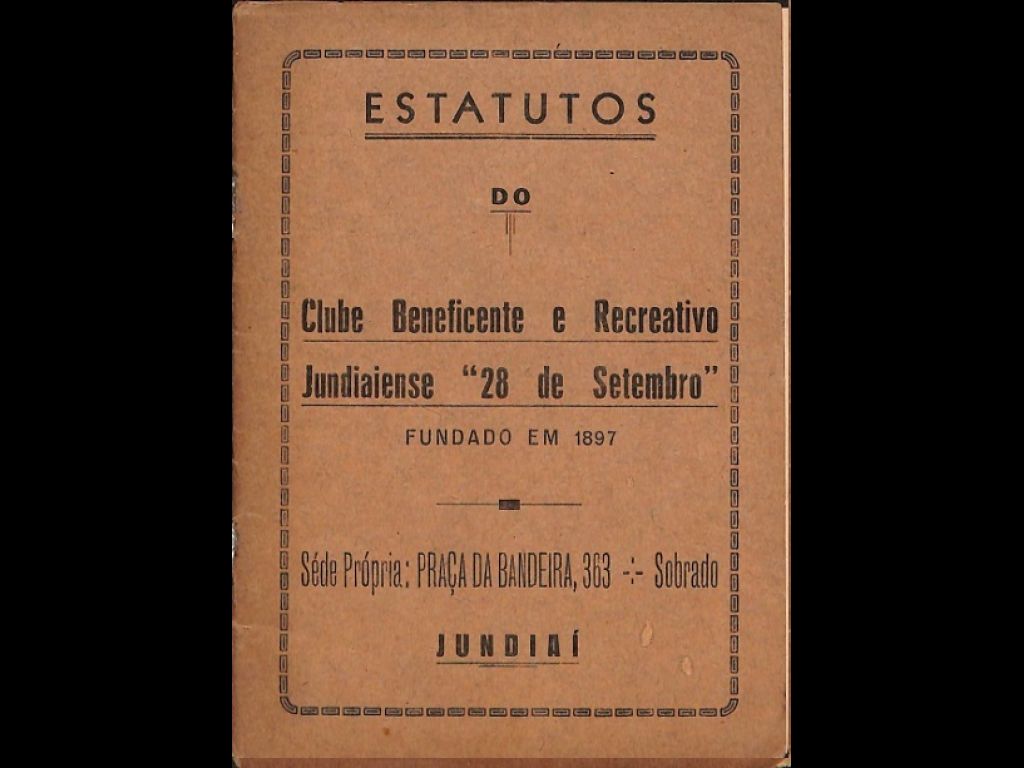 ESTATUTOS
DO
Clube Beneficente e Recreativo
Jundiaiense “28 de Setembro”
FUNDADO EM 1897
Séde Própria: PRAÇA DA BANDEIRA, 363 -:- Sobrado
JUNDIAÍ